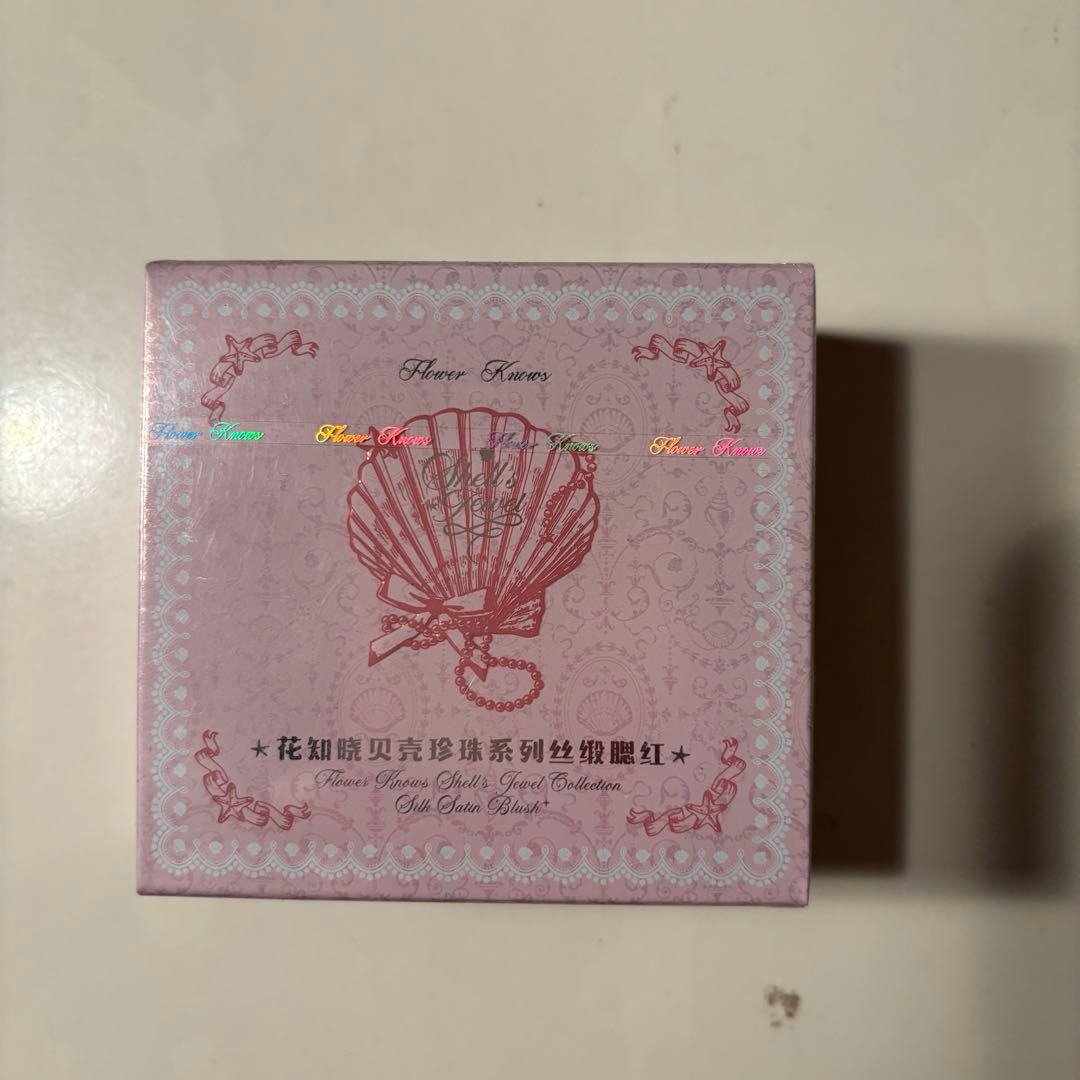 Flower Knows
Flower Knows Flower Knows Flower Knows Flower Knows
Shell's
Jewel
★花知晓贝壳珍珠系列丝缎腮红★
Flower Knows Shell's Jewel Collection
Silk Satin Blush